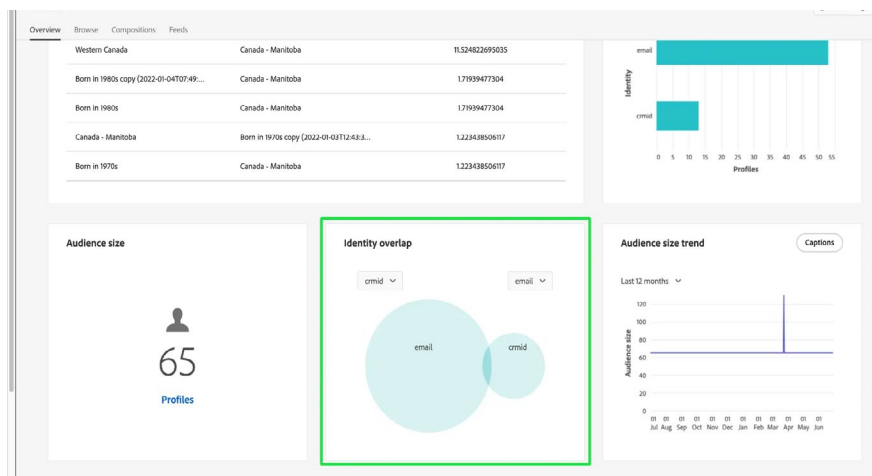 Overview Browse Compositions Feeds
Western Canada Canada - Manitoba 11.524822695035
Born in 1980s copy (2022-01-04T07:49:... Canada - Manitoba 1.71939477304
Born in 1980s Canada - Manitoba 1.71939477304
Canada - Manitoba Born in 1970s copy (2022-01-03T12:43:3... 1.223438506117
Born in 1970s Canada - Manitoba 1.223438506117
Identity
email
crmid
0 5 10 15 20 25 30 35 40 45 50 55
Profiles
Audience size
65
Profiles
Identity overlap
crmid email
email crmid
Audience size trend Captions
Last 12 months
Audience size
120
100
80
60
40
20
0
01 01 01 01 01 01 01 01 01 01 01 01
Jul Aug Sep Oct Nov Dec Jan Feb Mar Apr May Jun